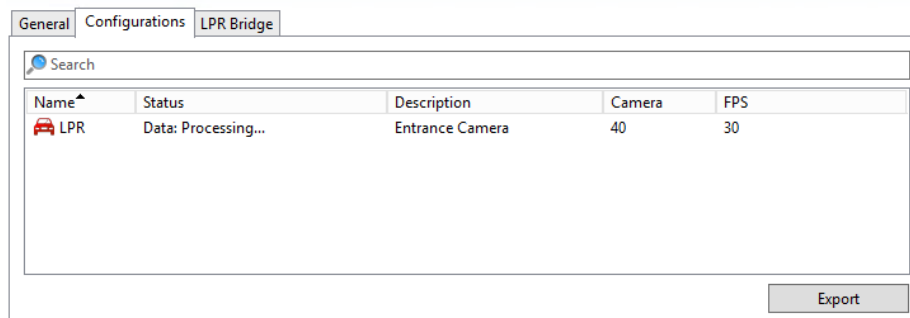 General Configurations LPR Bridge
Search
Name Status Description Camera FPS
LPR Data: Processing... Entrance Camera 40 30
Export